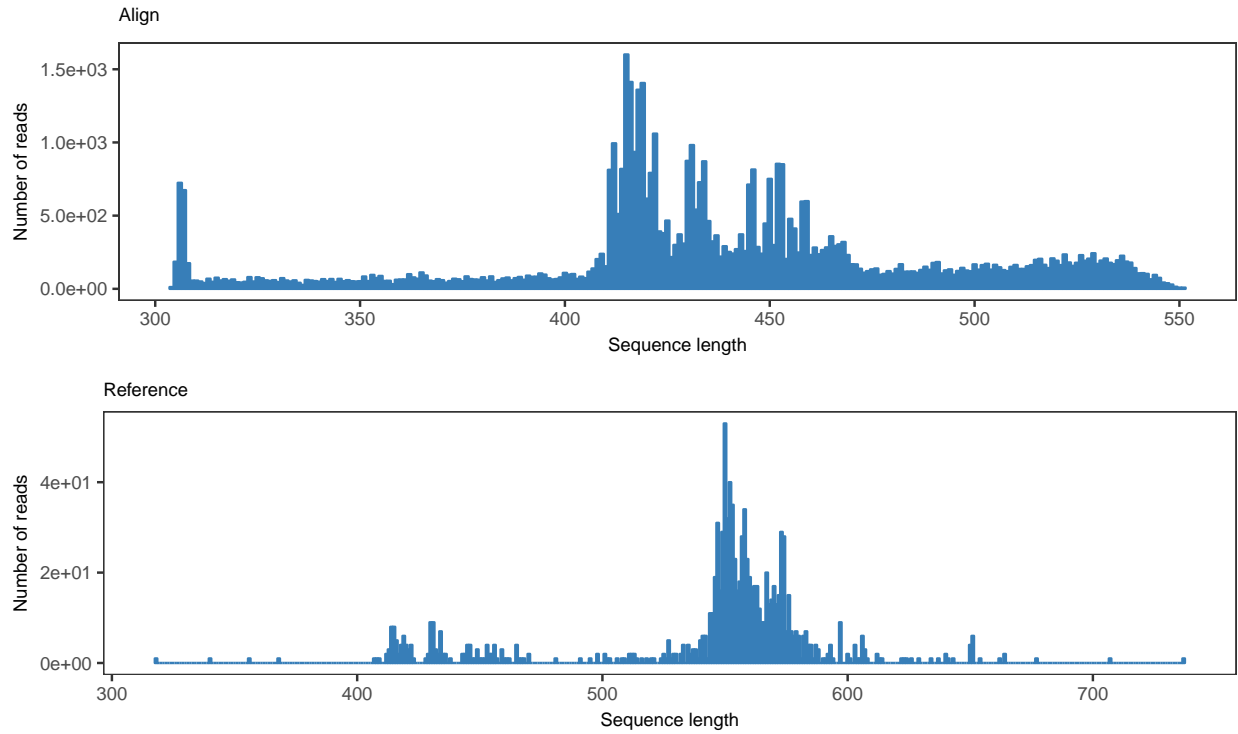 Align
Number of reads
1.5e+03
1.0e+03
5.0e+02
0.0e+00
300 350 400 450 500 550
Sequence length
Reference
Number of reads
4e+01
2e+01
0e+00
300 400 500 600 700
Sequence length